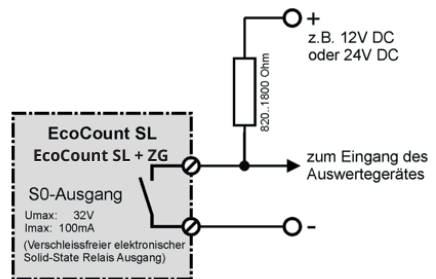 +
z.B. 12V DC
oder 24V DC
820..1800 Ohm
EcoCount SL
EcoCount SL + ZG
S0-Ausgang
Umax: 32V
Imax: 100mA
(Verschleissfreier elektronischer
Solid-State Relais Ausgang)
zum Eingang des
Auswertegerätes
-